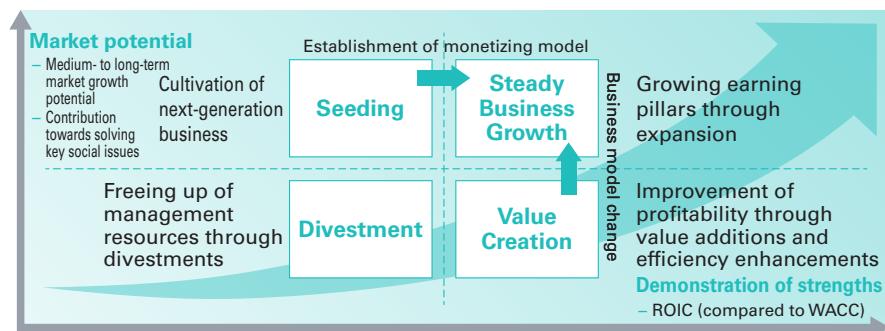 Market potential
– Medium- to long-term
market growth
potential
– Contribution
towards solving
key social issues
Establishment of monetizing model
Cultivation of
next-generation
business
Seeding
Steady
Business
Growth
Business model change
Growing earning
pillars through
expansion
Freeing up of
management
resources through
divestments
Divestment
Value
Creation
Improvement of
profitability through
value additions and
efficiency enhancements
Demonstration of strengths
– ROIC (compared to WACC)